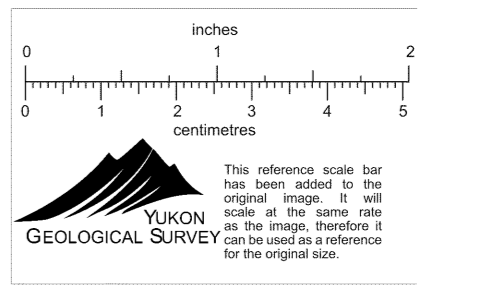 inches
0 1 2
0 1 2 3 4 5
centimetres
YUKON
GEOLOGICAL SURVEY
This reference scale bar
has been added to the
original image. It will
scale at the same rate
as the image, therefore it
can be used as a reference
for the original size.